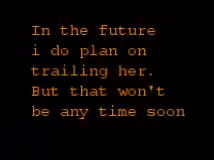 In the future
i do plan on
trailing her.
But that won't
be any time soon